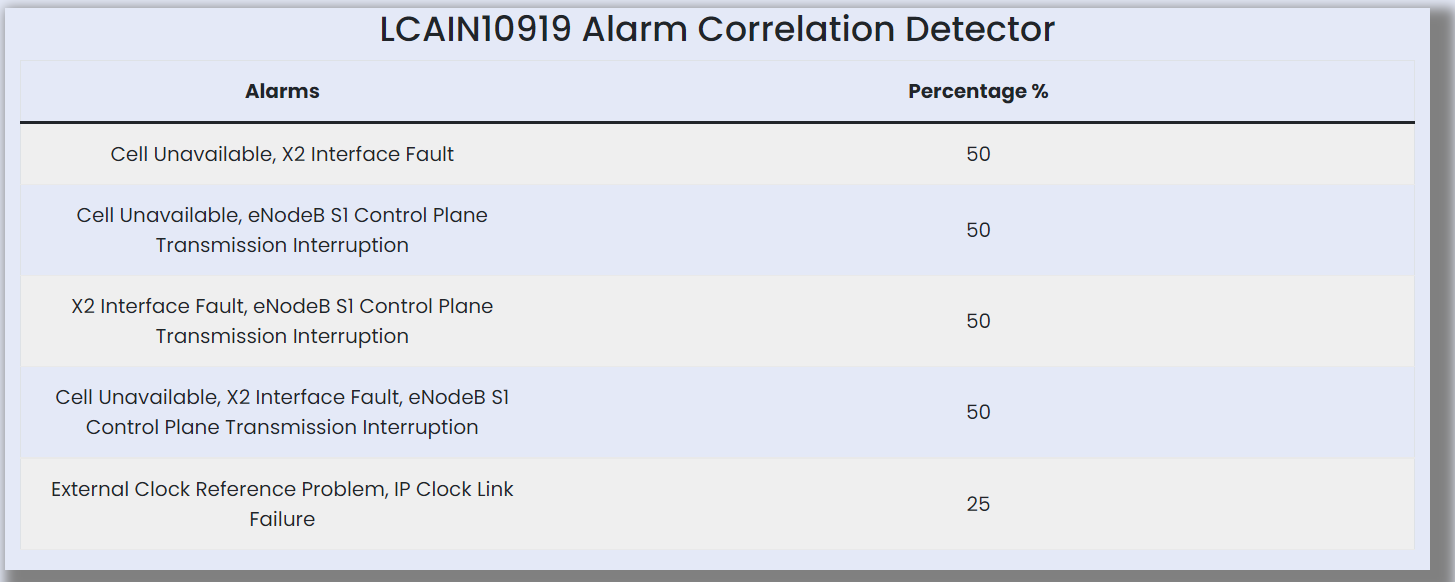 LCAIN10919 Alarm Correlation Detector
Alarms Percentage %
Cell Unavailable, X2 Interface Fault 50
Cell Unavailable, eNodeB S1 Control Plane
Transmission Interruption
50
X2 Interface Fault, eNodeB S1 Control Plane
Transmission Interruption
50
Cell Unavailable, X2 Interface Fault, eNodeB S1
Control Plane Transmission Interruption
50
External Clock Reference Problem, IP Clock Link
Failure
25